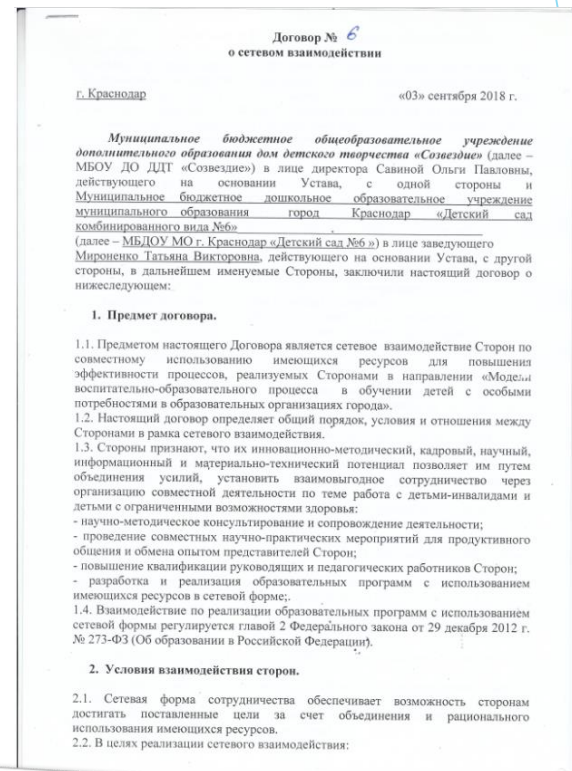 Договор № 6
о сетевом взаимодействии
г. Краснодар «03» сентября 2018 г.
Муниципальное бюджетное общеобразовательное учреждение
дополнительного образования дом детского творчества «Созвездие» (далее –
МБОУ ДО ДДТ «Созвездие») в лице директора Савиной Ольги Павловны,
действующего на основании Устава, с одной стороны и
Муниципальное бюджетное дошкольное образовательное учреждение
муниципального образования город Краснодар «Детский сад
комбинированного вида №6»
(далее – МБДОУ МО г. Краснодар «Детский сад №6 ») в лице заведующего
Мироненко Татьяна Викторовна, действующего на основании Устава, с другой
стороны, в дальнейшем именуемые Стороны, заключили настоящий договор о
нижеследующем:
1. Предмет договора.
1.1. Предметом настоящего Договора является сетевое взаимодействие Сторон по
совместному использованию имеющихся ресурсов для повышения
эффективности процессов, реализуемых Сторонами в направлении «Модели
воспитательно-образовательного процесса в обучении детей с особыми
потребностями в образовательных организациях города».
1.2. Настоящий договор определяет общий порядок, условия и отношения между
Сторонами в рамка сетевого взаимодействия.
1.3. Стороны признают, что их инновационно-методический, кадровый, научный,
информационный и материально-технический потенциал позволяет им путем
объединения усилий, установить взаимовыгодное сотрудничество через
организацию совместной деятельности по теме работа с детьми-инвалидами и
детьми с ограниченными возможностями здоровья:
- научно-методическое консультирование и сопровождение деятельности;
- проведение совместных научно-практических мероприятий для продуктивного
общения и обмена опытом представителей Сторон;
- повышение квалификации руководящих и педагогических работников Сторон;
- разработка и реализация образовательных программ с использованием
имеющихся ресурсов в сетевой форме;.
1.4. Взаимодействие по реализации образовательных программ с использованием
сетевой формы регулируется главой 2 Федерального закона от 29 декабря 2012 г.
№ 273-ФЗ (Об образовании в Российской Федерации).
2. Условия взаимодействия сторон.
2.1. Сетевая форма сотрудничества обеспечивает возможность сторонам
достигать поставленные цели за счет объединения и рационального
использования имеющихся ресурсов.
2.2. В целях реализации сетевого взаимодействия: